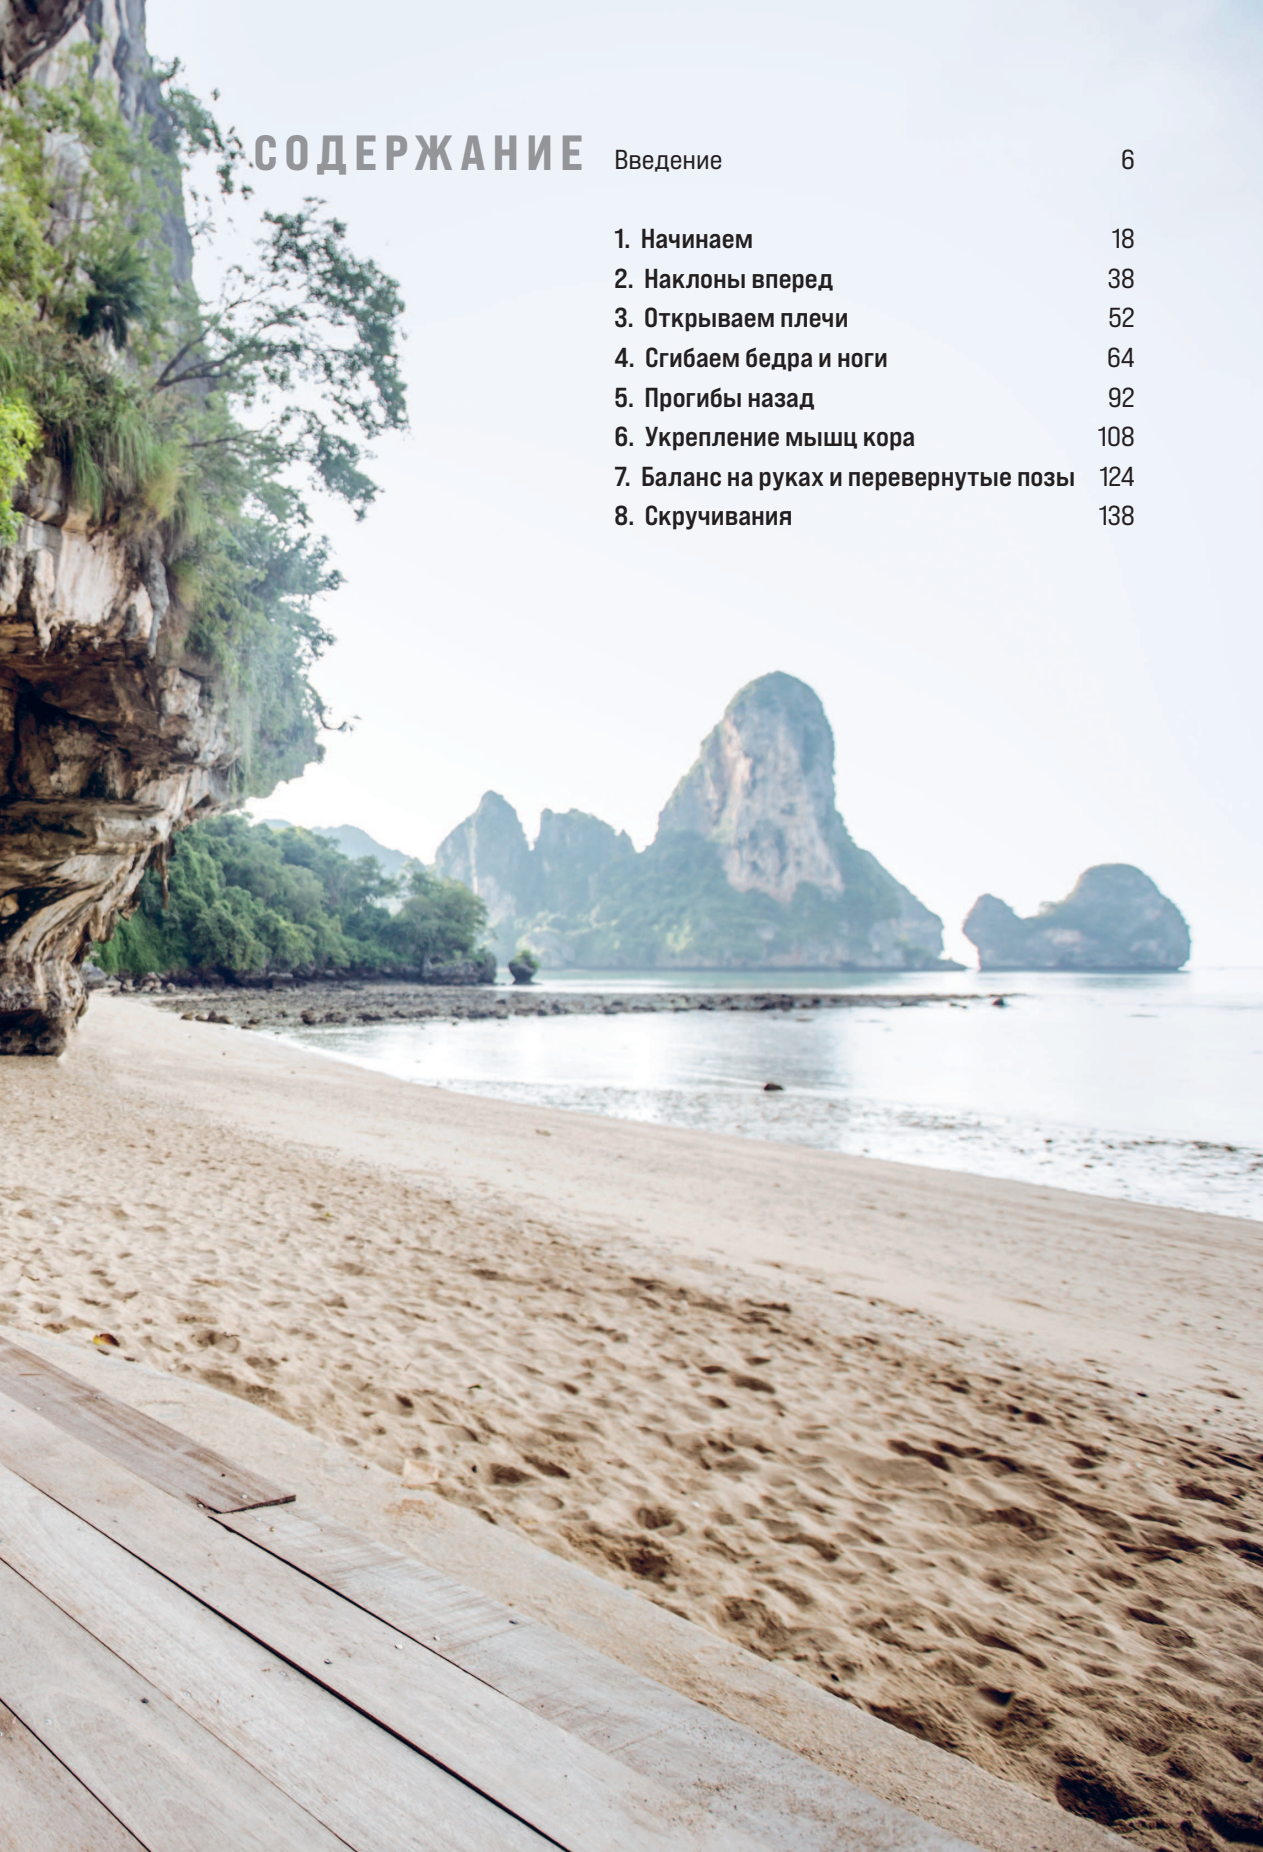 СОДЕРЖАНИЕ
Введение 6
1. Начинаем 18
2. Наклоны вперед 38
3. Открываем плечи 52
4. Сгибаем бедра и ноги 64
5. Прогибы назад 92
6. Укрепление мышц кора 108
7. Баланс на руках и перевернутые позы 124
8. Скручивания 138